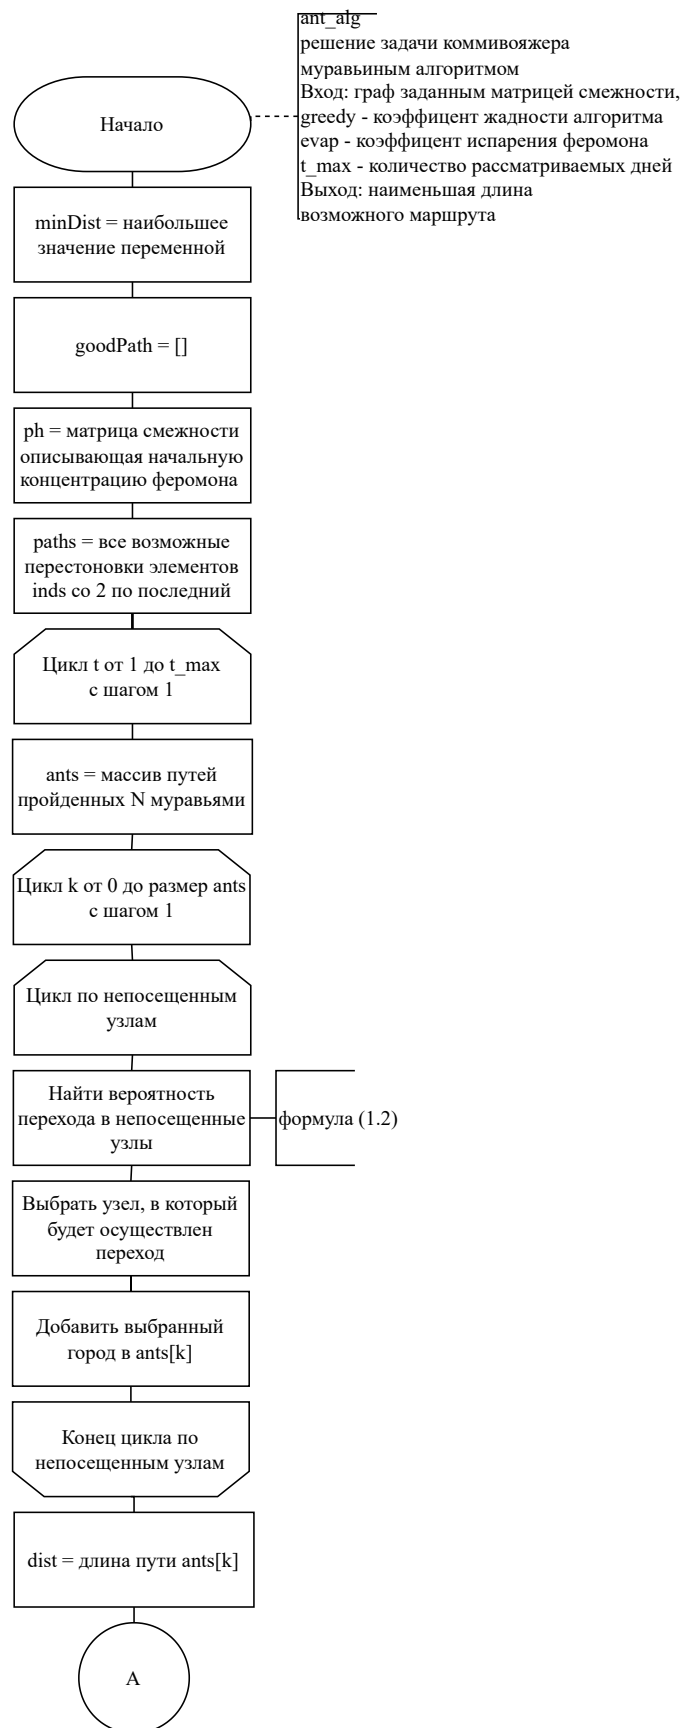 ant_alg
решение задачи коммивояжера
муравьиным алгоритмом
Вход: граф заданным матрицей смежности,
greedy - коэффицент жадности алгоритма
evap - коэффицент испарения феромона
t_max - количество рассматриваемых дней
Выход: наименьшая длина
возможного маршрута
Начало
minDist = наибольшее
значение переменной
goodPath = []
ph = матрица смежности
описывающая начальную
концентрацию феромона
paths = все возможные
перестоновки элементов
inds со 2 по последний
Цикл t от 1 до t_max
с шагом 1
ants = массив путей
пройденных N муравьями
Цикл k от 0 до размер ants
с шагом 1
Цикл по непосещенным
узлам
Найти вероятность
перехода в непосещенные
узлы
формула (1.2)
Выбрать узел, в который
будет осуществлен
переход
Добавить выбранный
город в ants[k]
Конец цикла по
непосещенным узлам
dist = длина пути ants[k]
А